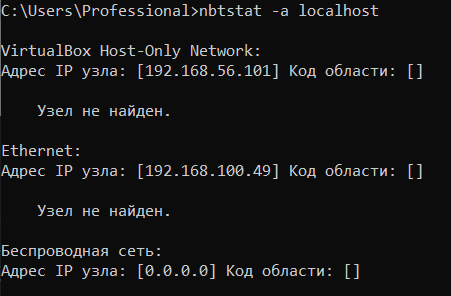 C:\Users\Professional>nbtstat -a localhost
VirtualBox Host-Only Network:
Адрес IP узла: [192.168.56.101] Код области: []
Узел не найден.
Ethernet:
Адрес IP узла: [192.168.100.49] Код области: []
Узел не найден.
Беспроводная сеть:
Адрес IP узла: [0.0.0.0] Код области: []